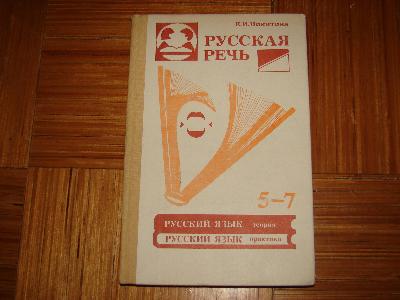 Е.И.Никитина
РУССКАЯ
РЕЧЬ
5–7
РУССКИЙ ЯЗЫК теория
РУССКИЙ ЯЗЫК практика